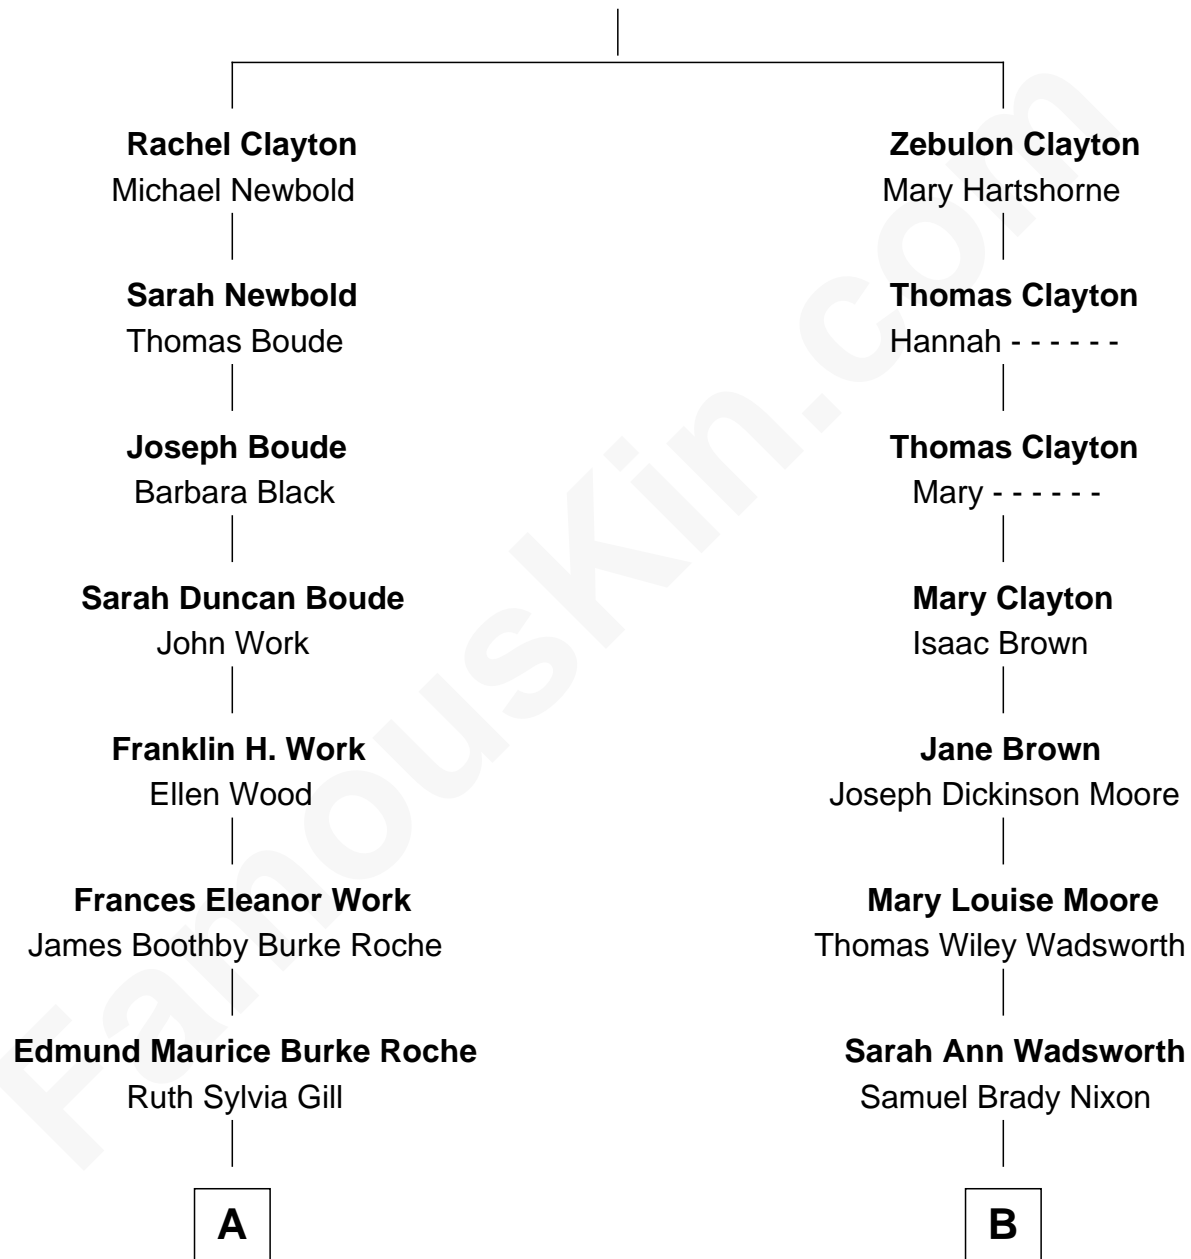 Rachel Clayton
Michael Newbold
Sarah Newbold
Thomas Boude
Joseph Boude
Barbara Black
Sarah Duncan Boude
John Work
Franklin H. Work
Ellen Wood
Frances Eleanor Work
James Boothby Burke Roche
Edmund Maurice Burke Roche
Ruth Sylvia Gill
A
Zebulon Clayton
Mary Hartshorne
Thomas Clayton
Hannah - - - - - -
Thomas Clayton
Mary - - - - - -
Mary Clayton
Isaac Brown
Jane Brown
Joseph Dickinson Moore
Mary Louise Moore
Thomas Wiley Wadsworth
Sarah Ann Wadsworth
Samuel Brady Nixon
B
FamousKin.com